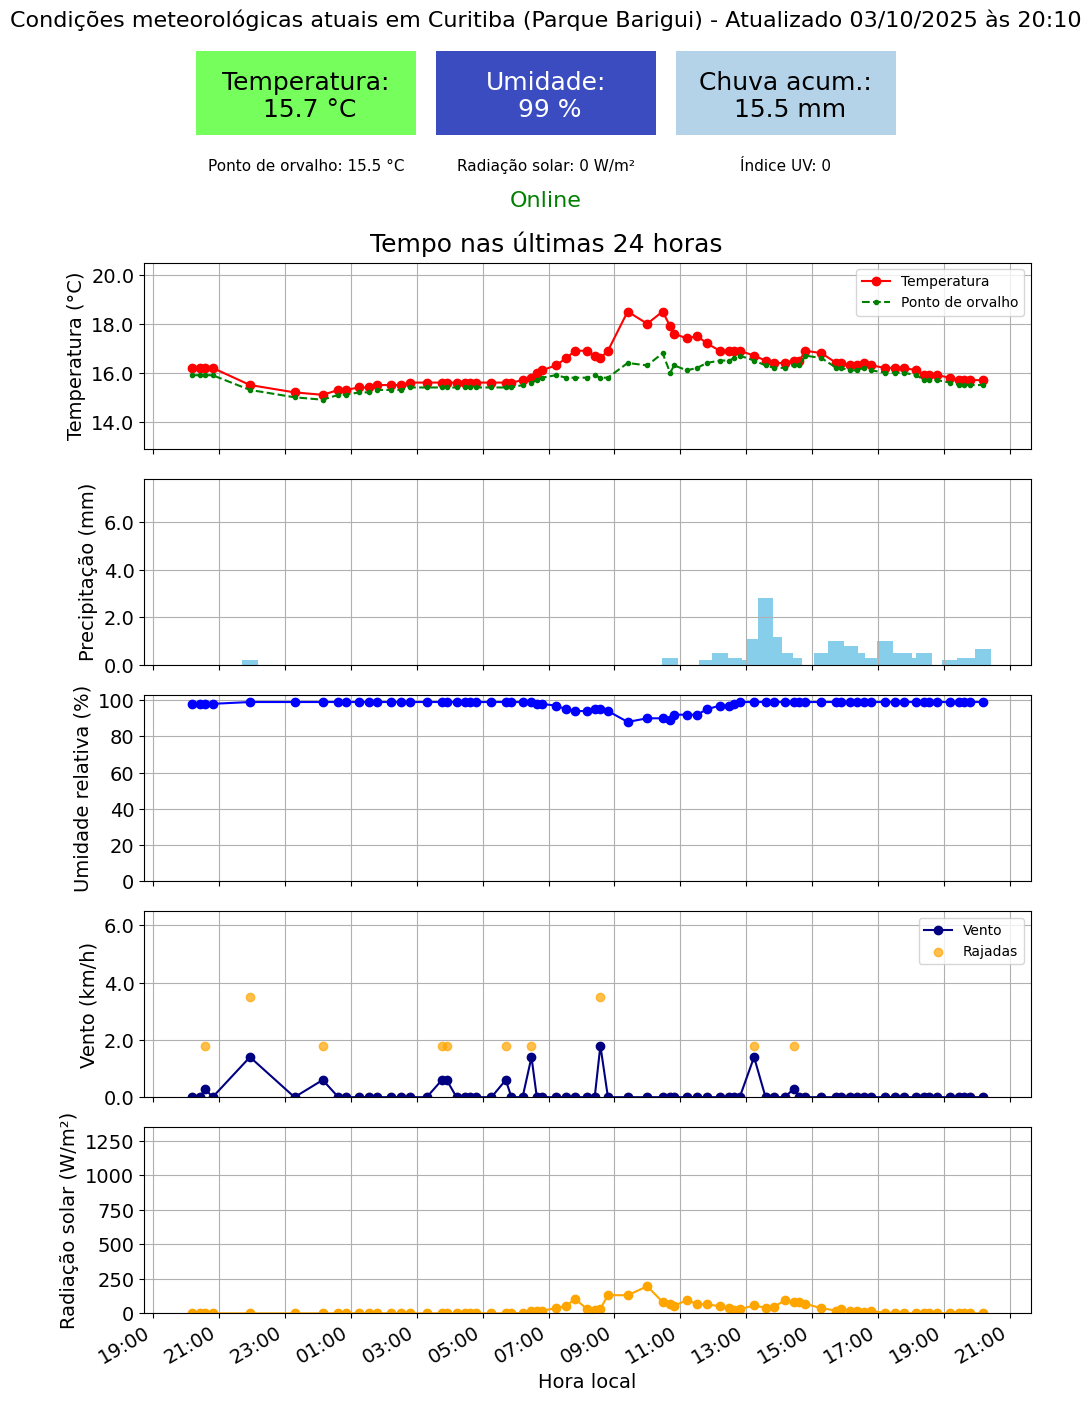 Condições meteorológicas atuais em Curitiba (Parque Barigui) - Atualizado 03/10/2025 às 20:10
Temperatura:
15.7 °C
Umidade:
99 %
Chuva acum.:
15.5 mm
Ponto de orvalho: 15.5 °C
Radiação solar: 0 W/m²
Índice UV: 0
Online
Tempo nas últimas 24 horas
Temperatura (°C)
20.0
18.0
16.0
14.0
Temperatura
Ponto de orvalho
Precipitação (mm)
6.0
4.0
2.0
0.0
Umidade relativa (%)
100
80
60
40
20
0
Vento (km/h)
6.0
4.0
2.0
0.0
Vento
Rajadas
Radiação solar (W/m²)
1250
1000
750
500
250
0
19:00
21:00
23:00
01:00
03:00
05:00
07:00
09:00
11:00
13:00
15:00
17:00
19:00
21:00
Hora local